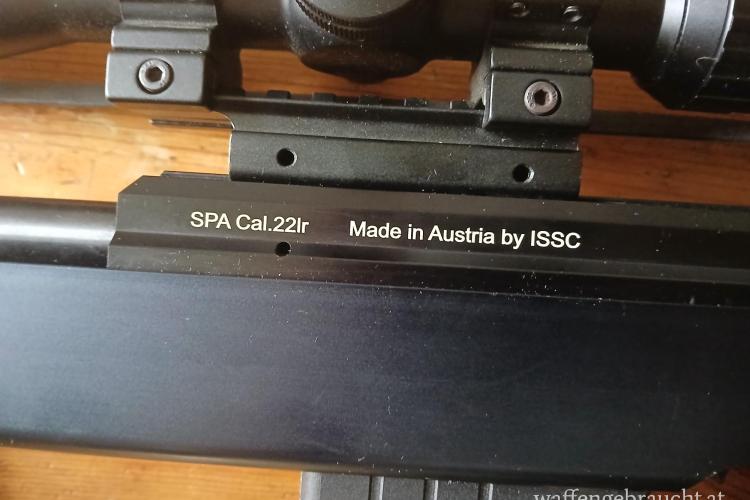 SPA Cal.22lr Made in Austria by ISSC
waffengebraucht.at